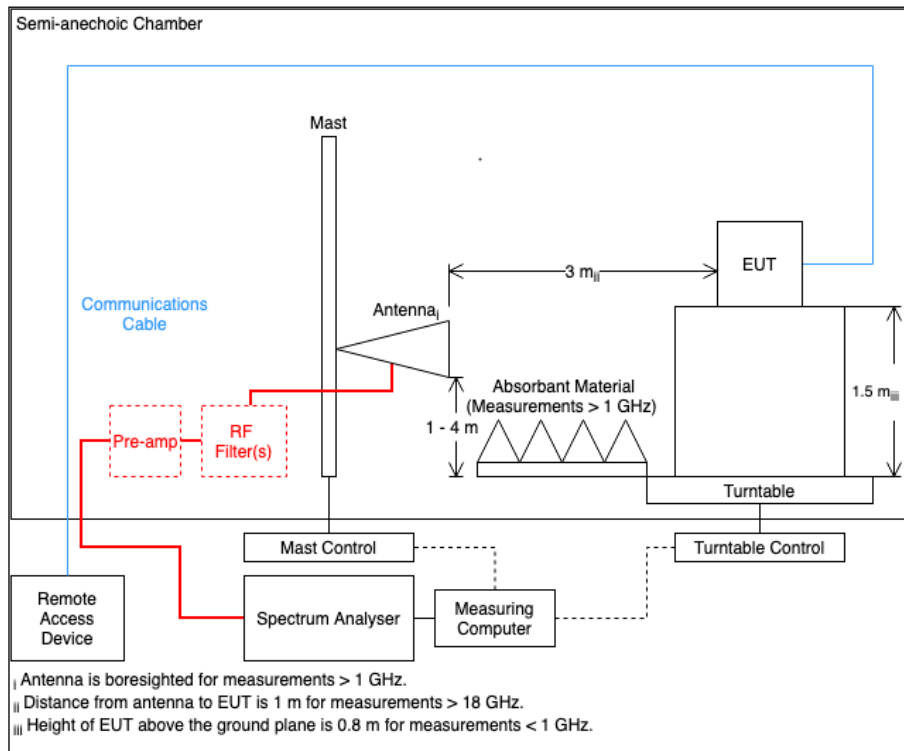 Semi-anechoic Chamber
Mast
EUT
3 m ii
Communications
Cable
Antenna i
Absorbant Material
(Measurements > 1 GHz)
1.5 m iii
1 - 4 m
Pre-amp
RF
Filter(s)
Turntable
Mast Control
Turntable Control
Remote
Access
Device
Spectrum Analyser
Measuring
Computer
i Antenna is boresighted for measurements > 1 GHz.
ii Distance from antenna to EUT is 1 m for measurements > 18 GHz.
iii Height of EUT above the ground plane is 0.8 m for measurements < 1 GHz.